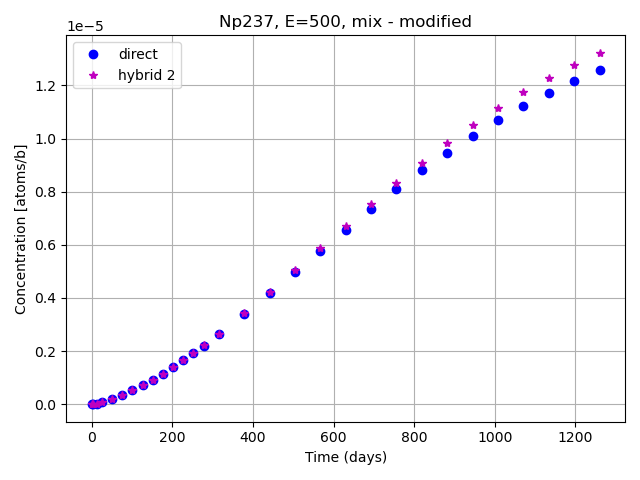 Np237, E=500, mix - modified
1e−5
direct
hybrid 2
Concentration [atoms/b]
1.2
1.0
0.8
0.6
0.4
0.2
0.0
0 200 400 600 800 1000 1200
Time (days)